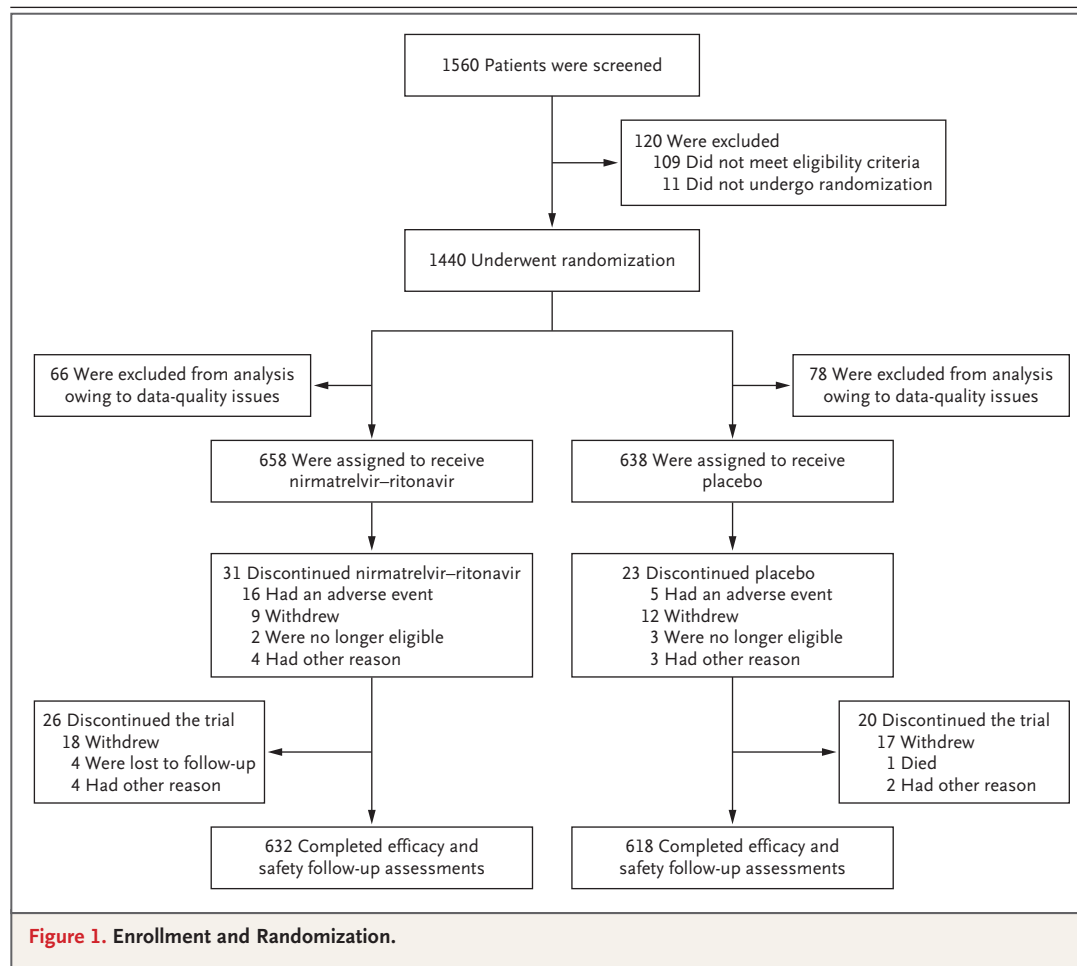 1560 Patients were screened
120 Were excluded
109 Did not meet eligibility criteria
11 Did not undergo randomization
1440 Underwent randomization
66 Were excluded from analysis
owing to data-quality issues
78 Were excluded from analysis
owing to data-quality issues
658 Were assigned to receive
nirmatrelvir–ritonavir
638 Were assigned to receive
placebo
31 Discontinued nirmatrelvir–ritonavir
16 Had an adverse event
9 Withdrew
2 Were no longer eligible
4 Had other reason
23 Discontinued placebo
5 Had an adverse event
12 Withdrew
3 Were no longer eligible
3 Had other reason
26 Discontinued the trial
18 Withdrew
4 Were lost to follow-up
4 Had other reason
20 Discontinued the trial
17 Withdrew
1 Died
2 Had other reason
632 Completed efficacy and
safety follow-up assessments
618 Completed efficacy and
safety follow-up assessments
Figure 1. Enrollment and Randomization.